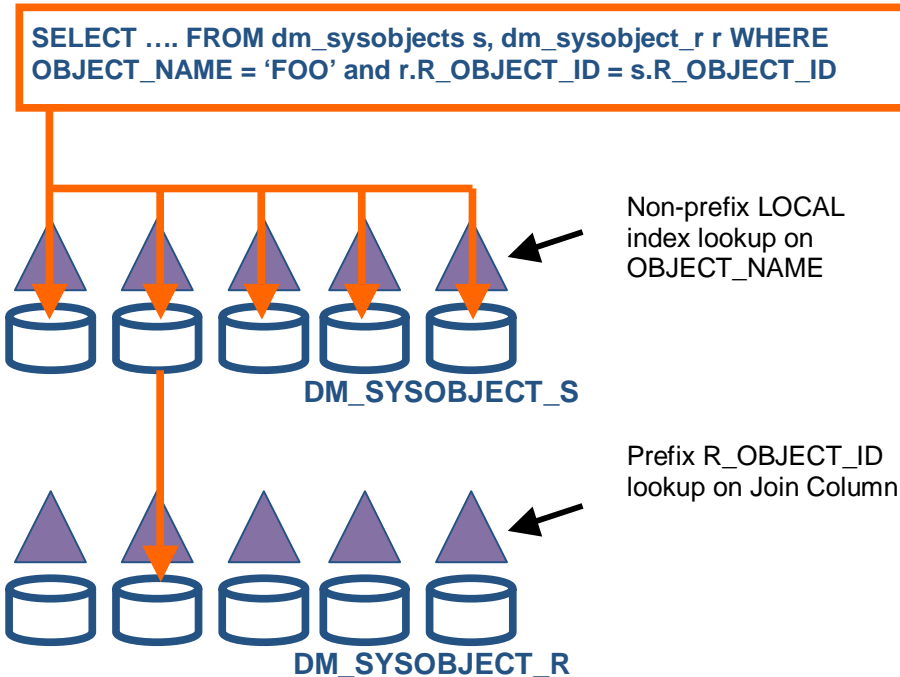 SELECT …. FROM dm_sysobjects s, dm_sysobject_r r WHERE
OBJECT_NAME = ‘FOO’ and r.R_OBJECT_ID = s.R_OBJECT_ID
Non-prefix LOCAL
index lookup on
OBJECT_NAME
DM_SYSOBJECT_S
Prefix R_OBJECT_ID
lookup on Join Column
DM_SYSOBJECT_R